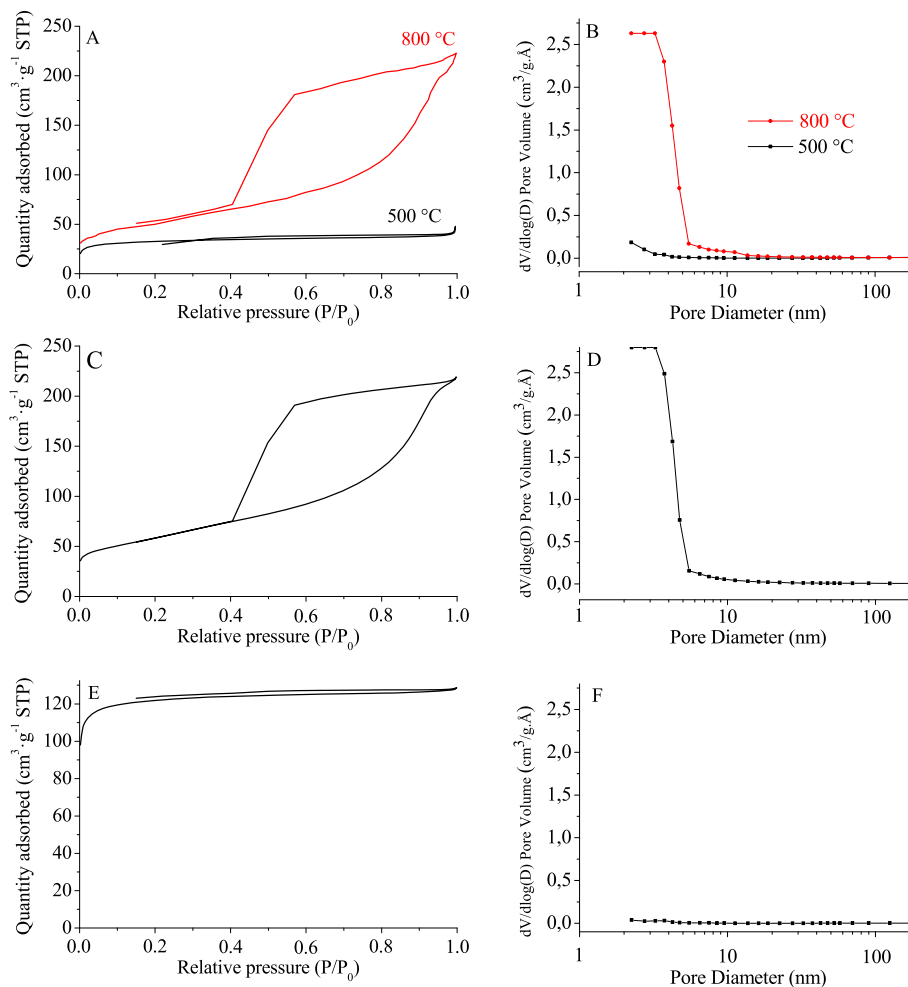 A
800 °C
500 °C
250
200
150
100
50
0
0.0 0.2 0.4 0.6 0.8 1.0
Relative pressure (P/P0)
Quantity adsorbed (cm3·g-1 STP)
B
800 °C
500 °C
2,5
2,0
1,5
1,0
0,5
0,0
1 10 100
Pore Diameter (nm)
dV/dlog(D) Pore Volume (cm3/g.Å)
C
250
200
150
100
50
0
0.0 0.2 0.4 0.6 0.8 1.0
Relative pressure (P/P0)
Quantity adsorbed (cm3·g-1 STP)
D
2,5
2,0
1,5
1,0
0,5
0,0
1 10 100
Pore Diameter (nm)
dV/dlog(D) Pore Volume (cm3/g.Å)
E
120
100
80
60
40
20
0
0.0 0.2 0.4 0.6 0.8 1.0
Relative pressure (P/P0)
Quantity adsorbed (cm3·g-1 STP)
F
2,5
2,0
1,5
1,0
0,5
0,0
1 10 100
Pore Diameter (nm)
dV/dlog(D) Pore Volume (cm3/g.Å)